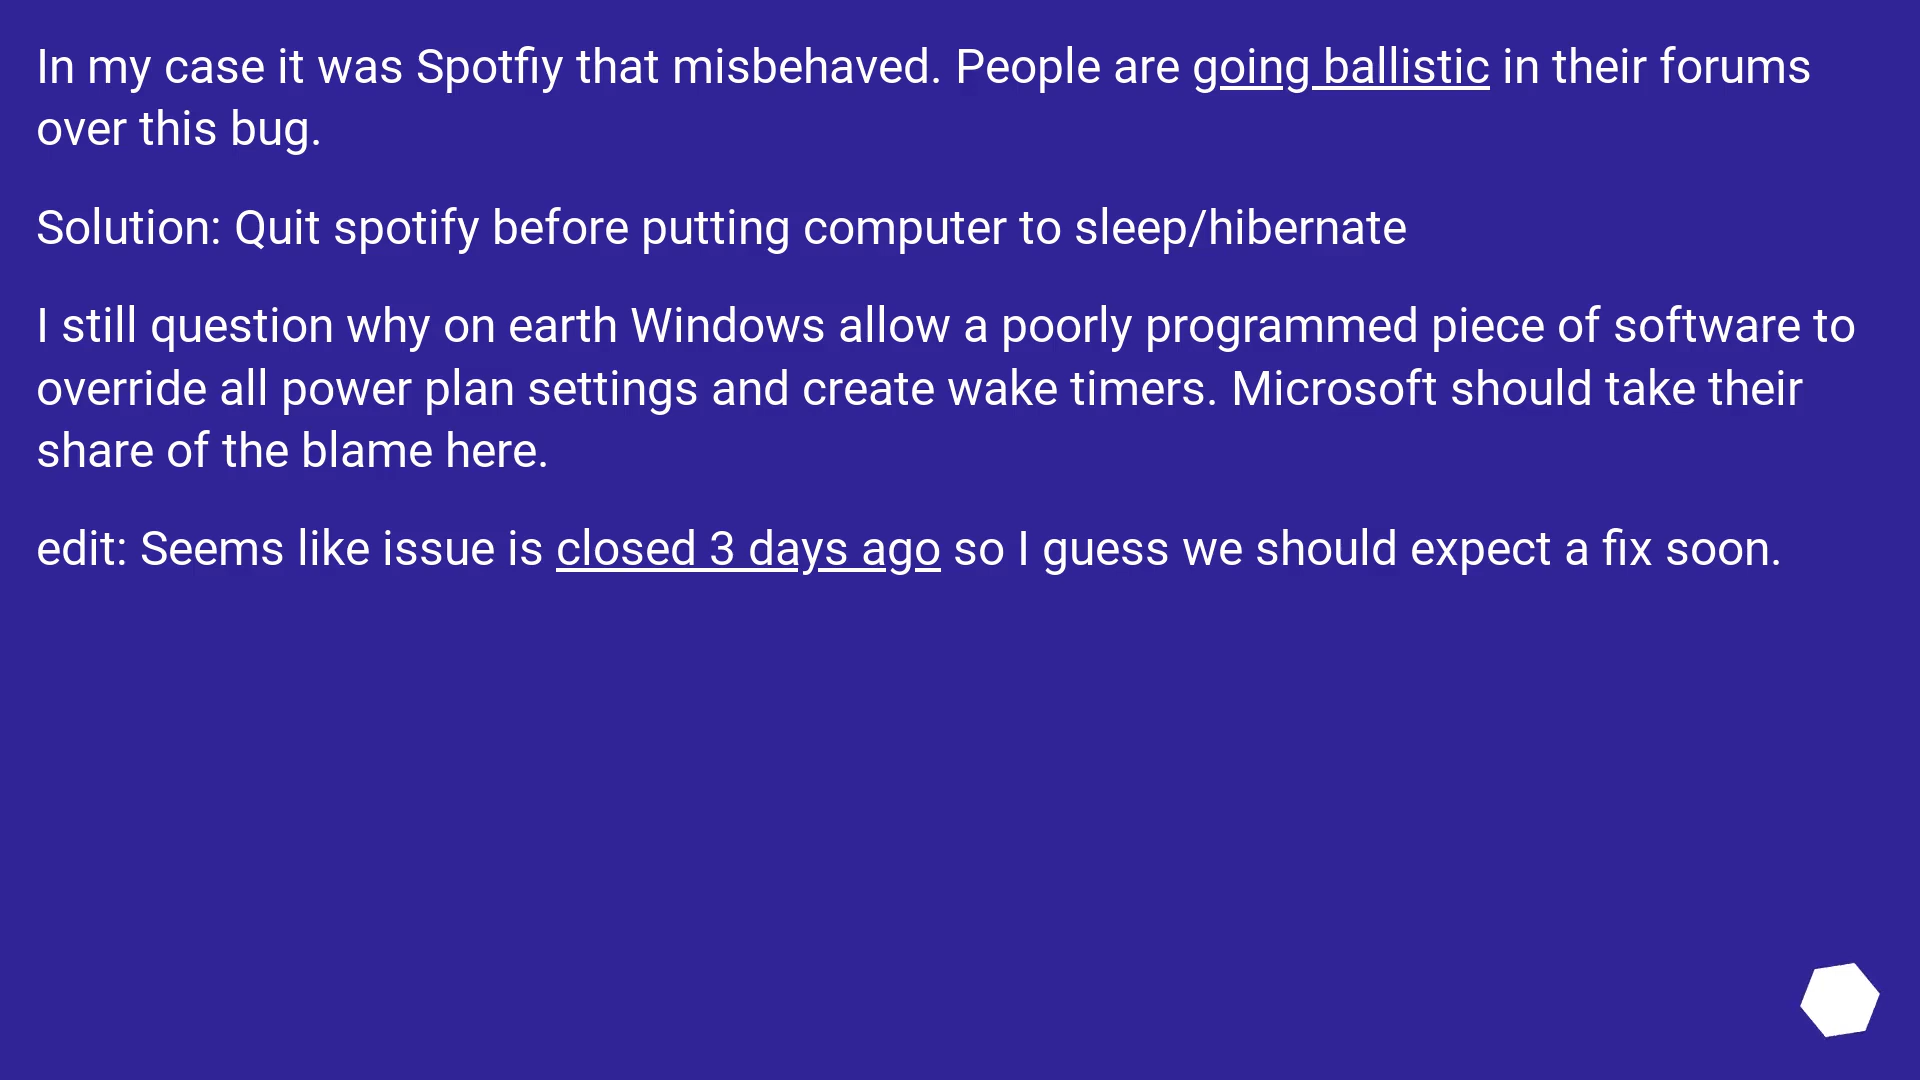 In my case it was Spotfiy that misbehaved. People are going ballistic in their forums
over this bug.
Solution: Quit spotify before putting computer to sleep/hibernate
I still question why on earth Windows allow a poorly programmed piece of software to
override all power plan settings and create wake timers. Microsoft should take their
share of the blame here.
edit: Seems like issue is closed 3 days ago so I guess we should expect a fix soon.